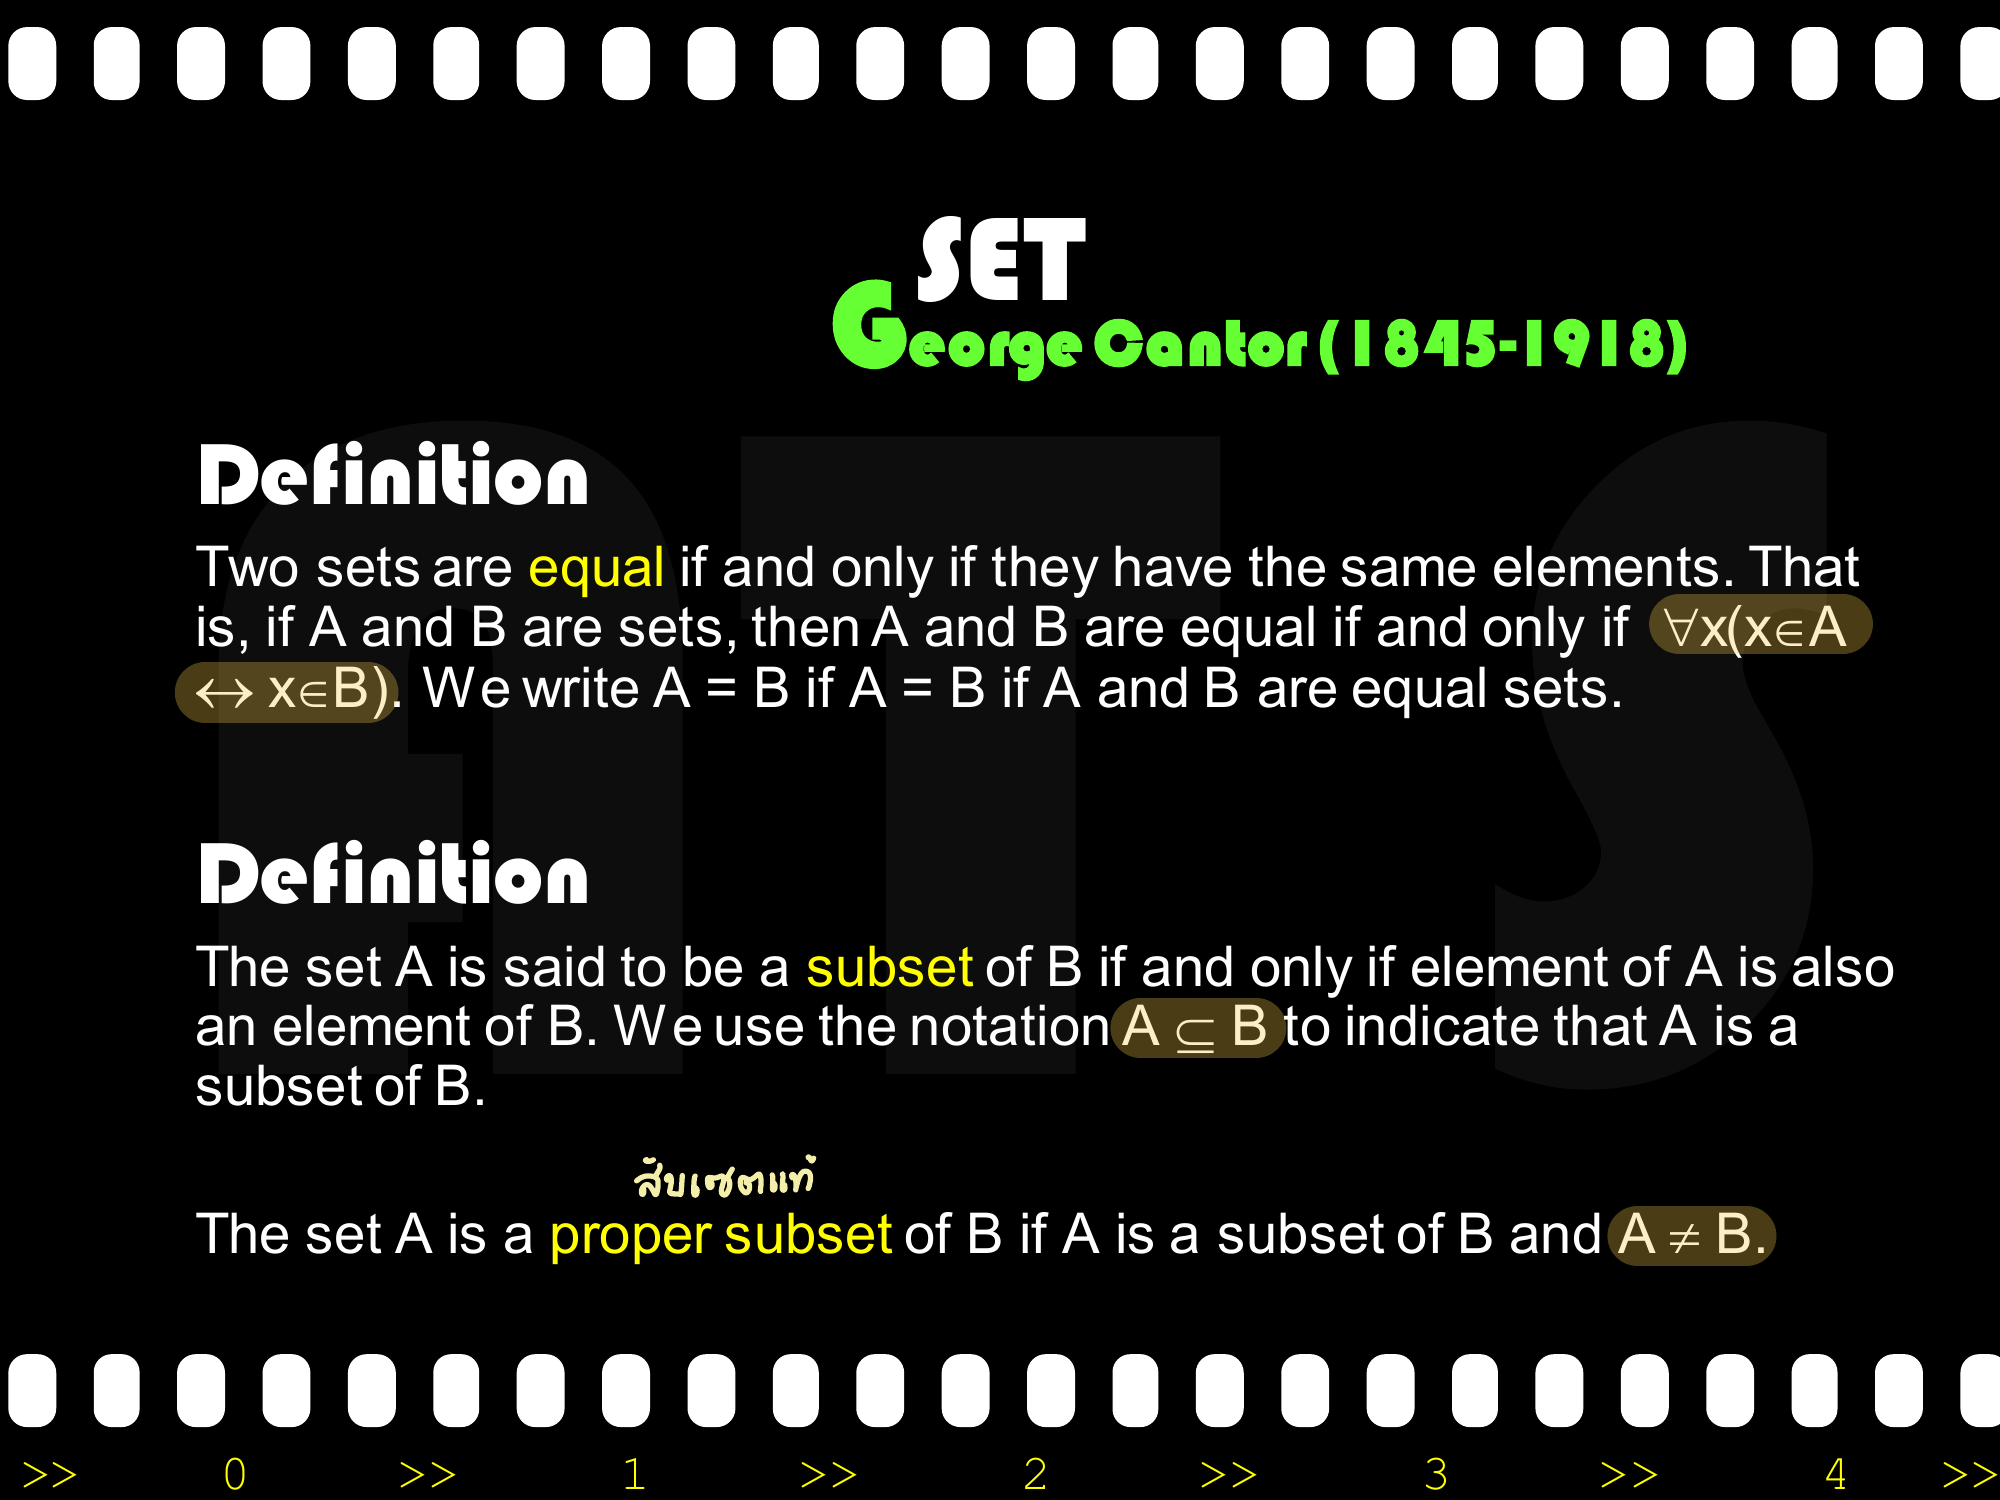 SET
George Cantor (1845-1918)
Definition
Two sets are equal if and only if they have the same elements. That
is, if A and B are sets, then A and B are equal if and only if ∀x(x∈A
↔ x∈B). We write A = B if A = B if A and B are equal sets.
Definition
The set A is said to be a subset of B if and only if element of A is also
an element of B. We use the notation A ⊆ B to indicate that A is a
subset of B.
สับเซตแท้
The set A is a proper subset of B if A is a subset of B and A ≠ B.
>> 0 >> 1 >> 2 >> 3 >> 4 >>